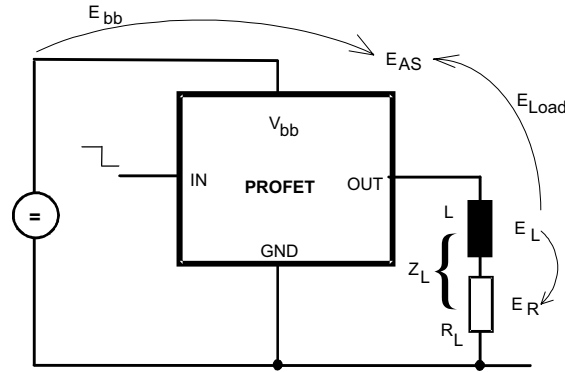 E bb
E AS
E Load
V bb
IN
PROFET
OUT
=
L
E L
GND
Z L
{
E R
R L